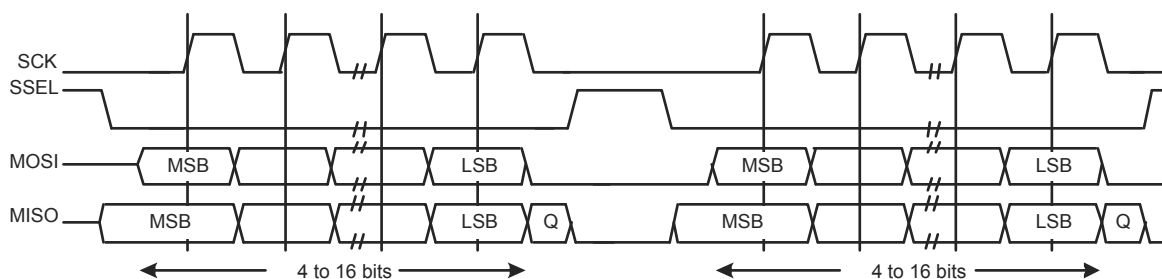 SCK
SSEL
MOSI MSB LSB MSB LSB
MISO MSB LSB Q MSB LSB Q
4 to 16 bits 4 to 16 bits